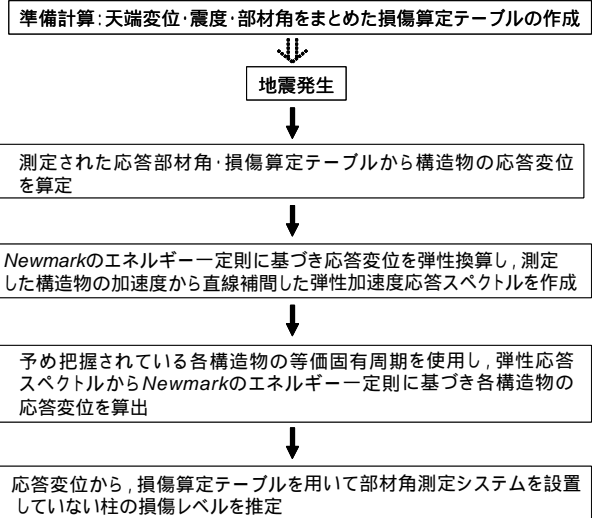 準備計算:天端変位・震度・部材角をまとめた損傷算定テーブルの作成
地震発生
測定された応答部材角・損傷算定テーブルから構造物の応答変位
を算定
Newmarkのエネルギー一定則に基づき応答変位を弾性換算し,測定
した構造物の加速度から直線補間した弾性加速度応答スペクトルを作成
予め把握されている各構造物の等価固有周期を使用し,弾性応答
スペクトルからNewmarkのエネルギー一定則に基づき各構造物の
応答変位を算出
応答変位から,損傷算定テーブルを用いて部材角測定システムを設置
していない柱の損傷レベルを推定